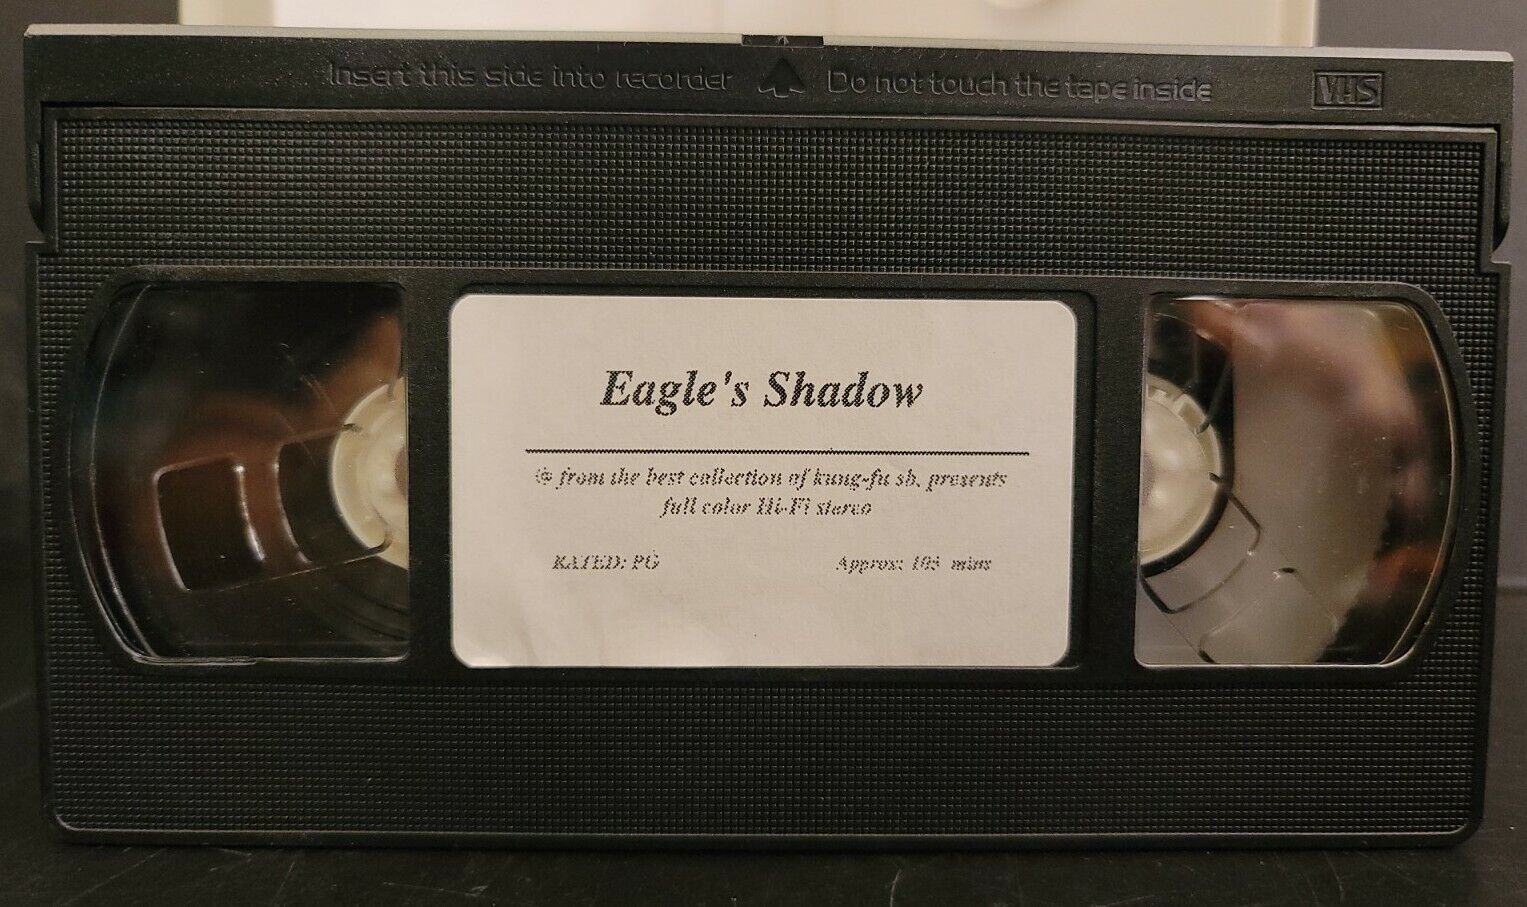 Insert this side into recorder Do not touch the tape inside VHS
Eagle's Shadow
from the best collection of kung-fu sb. presents
full color Hi-Fi stereo
RATED: PG Approx: mins